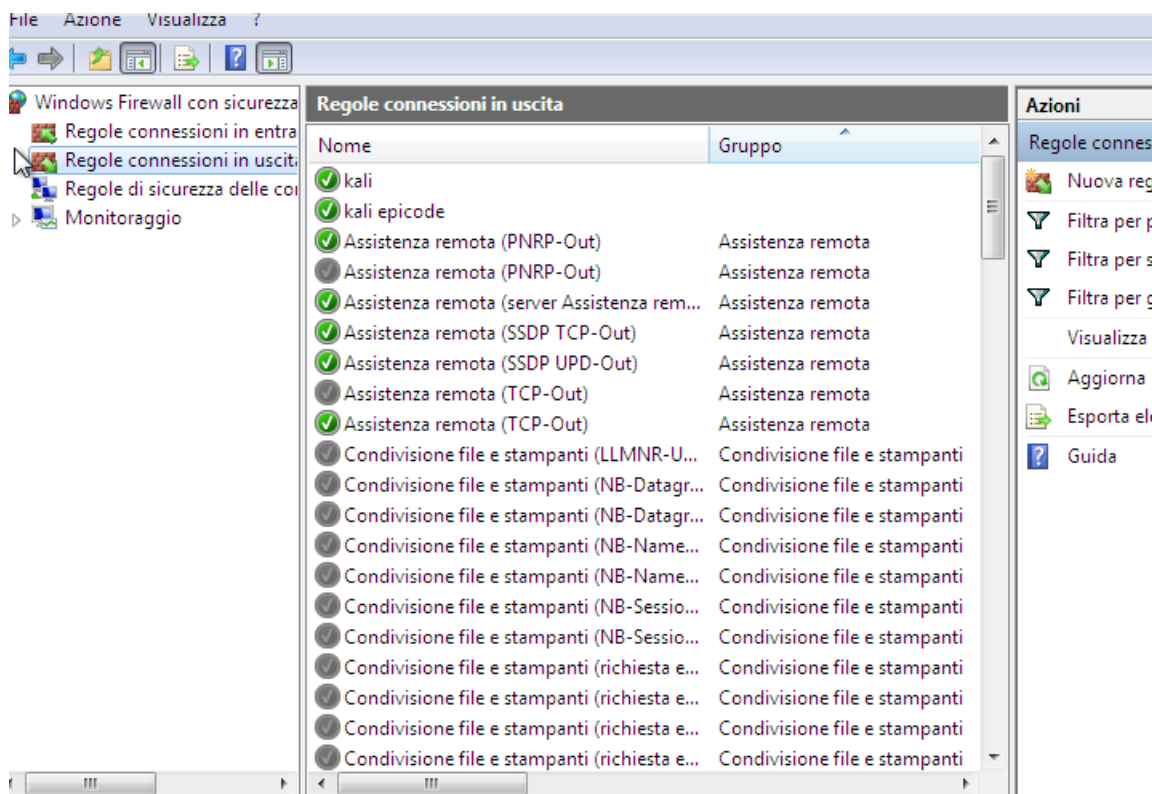 File Azione Visualizza ?
Windows Firewall con sicurezza
Regole connessioni in entra
Regole connessioni in uscit
Regole di sicurezza delle co
Monitoraggio
Regole connessioni in uscita
Nome Gruppo
kali
kali epicode
Assistenza remota (PNRP-Out) Assistenza remota
Assistenza remota (PNRP-Out) Assistenza remota
Assistenza remota (server Assistenza rem... Assistenza remota
Assistenza remota (SSDP TCP-Out) Assistenza remota
Assistenza remota (SSDP UPD-Out) Assistenza remota
Assistenza remota (TCP-Out) Assistenza remota
Assistenza remota (TCP-Out) Assistenza remota
Condivisione file e stampanti (LLMNR-U... Condivisione file e stampanti
Condivisione file e stampanti (NB-Datagr... Condivisione file e stampanti
Condivisione file e stampanti (NB-Datagr... Condivisione file e stampanti
Condivisione file e stampanti (NB-Name... Condivisione file e stampanti
Condivisione file e stampanti (NB-Name... Condivisione file e stampanti
Condivisione file e stampanti (NB-Sessio... Condivisione file e stampanti
Condivisione file e stampanti (NB-Sessio... Condivisione file e stampanti
Condivisione file e stampanti (richiesta e... Condivisione file e stampanti
Condivisione file e stampanti (richiesta e... Condivisione file e stampanti
Condivisione file e stampanti (richiesta e... Condivisione file e stampanti
Condivisione file e stampanti (richiesta e... Condivisione file e stampanti
Azioni
Regole connes
Nuova reg
Filtra per p
Filtra per s
Filtra per g
Visualizza
Aggiorna
Esporta el
Guida